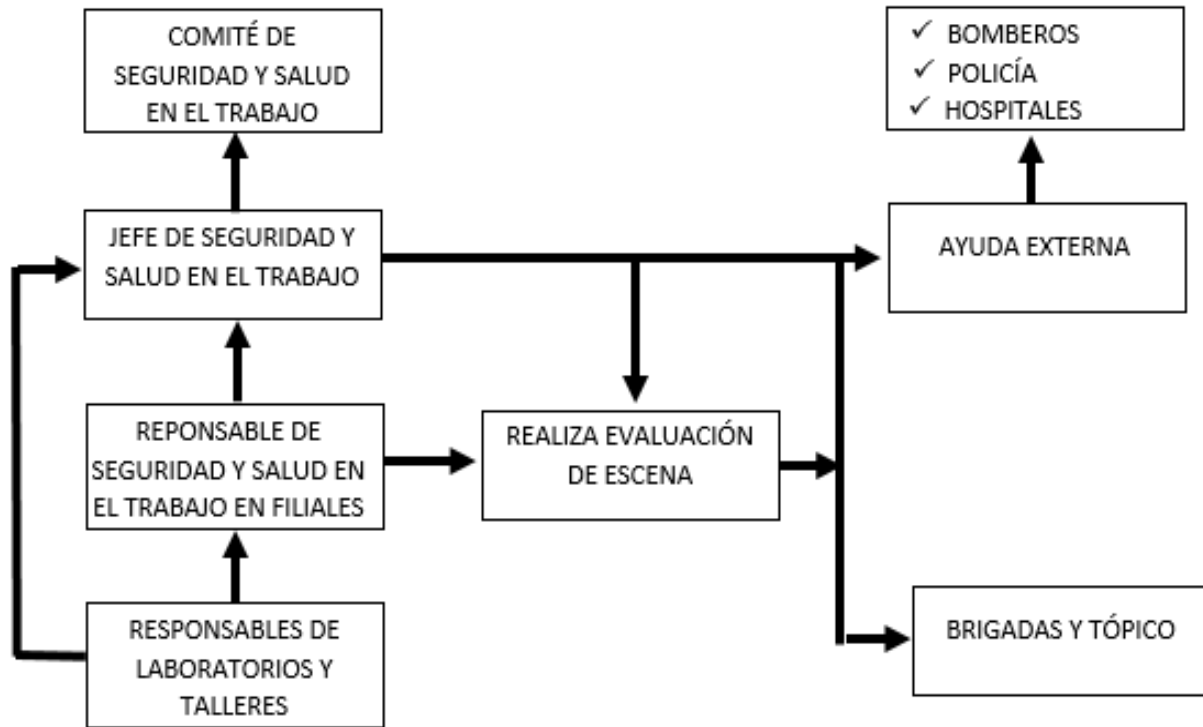 COMITÉ DE
SEGURIDAD Y SALUD
EN EL TRABAJO
✓ BOMBEROS
✓ POLICÍA
✓ HOSPITALES
JEFE DE SEGURIDAD Y
SALUD EN EL TRABAJO
AYUDA EXTERNA
REPONSABLE DE
SEGURIDAD Y SALUD EN
EL TRABAJO EN FILIALES
REALIZA EVALUACIÓN
DE ESCENA
RESPONSABLES DE
LABORATORIOS Y
TALLERES
BRIGADAS Y TÓPICO